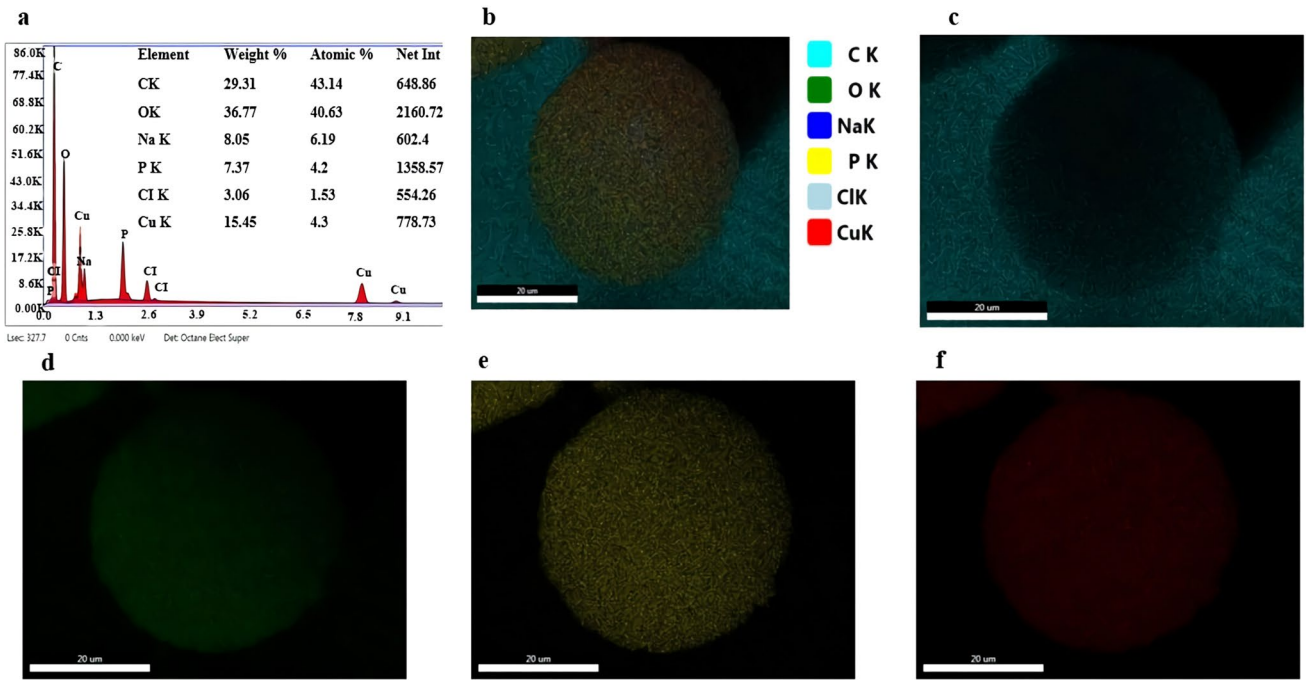 a
86.0K
77.4K
68.8K
60.2K
51.6K
43.0K
34.4K
25.8K
17.2K
8.6K
0.00K
C
O
Cu
Na
CI
P
P
CI
CI
Cu
Cu
0.0 1.3 2.6 3.9 5.2 6.5 7.8 9.1
Element Weight % Atomic % Net Int
CK 29.31 43.14 648.86
OK 36.77 40.63 2160.72
Na K 8.05 6.19 602.4
P K 7.37 4.2 1358.57
CI K 3.06 1.53 554.26
Cu K 15.45 4.3 778.73
Lsec: 327.7 0 Cnts 0.000 keV Det: Octane Elect Super
b
20 um
C K
O K
NaK
P K
ClK
CuK
c
20 um
d
20 um
e
20 um
f
20 um